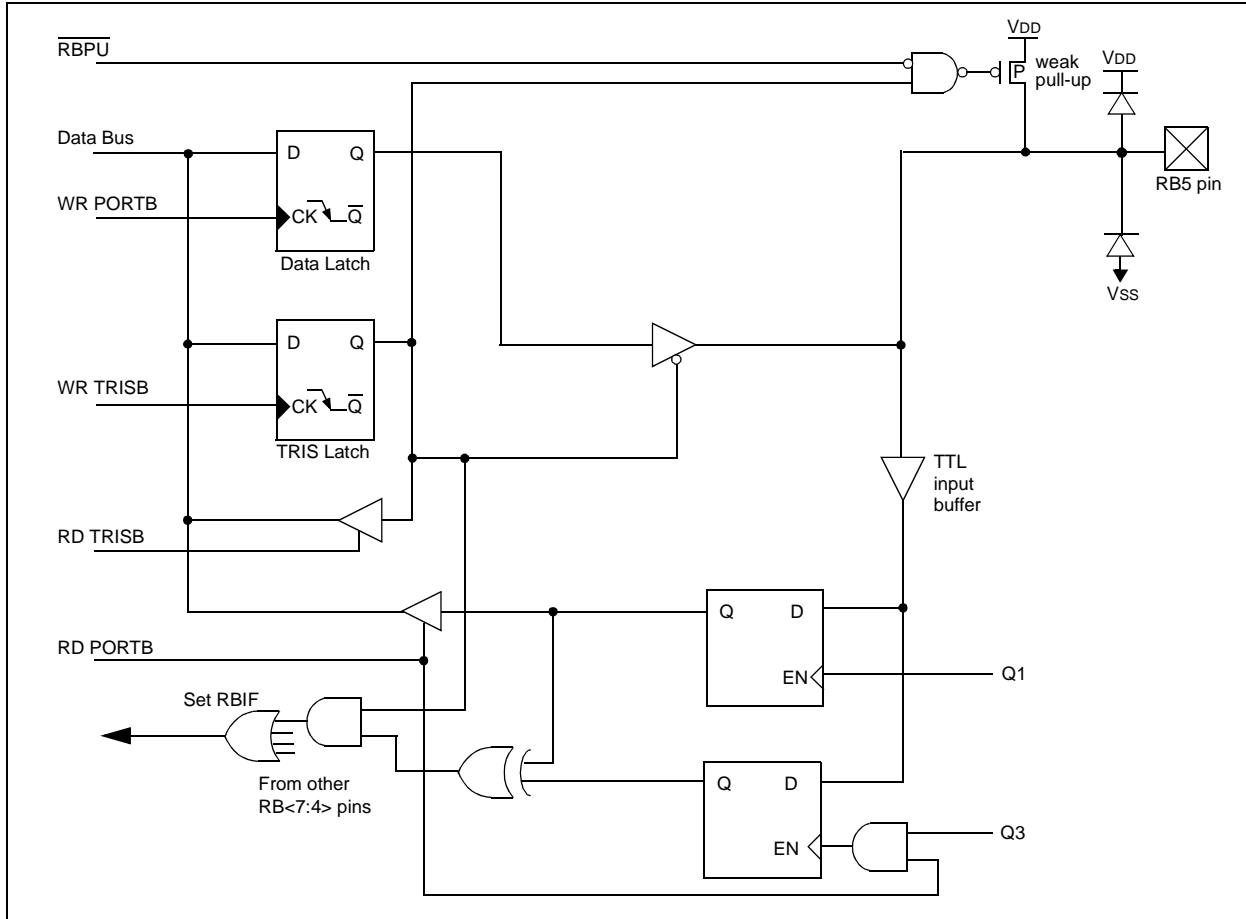 RBPU
VDD
P
weak
pull-up
VDD
Data Bus
D
Q
RB5 pin
WR PORTB
CK
Q
Data Latch
VSS
D
Q
WR TRISB
CK
Q
TRIS Latch
TTL
input
buffer
RD TRISB
Q
D
RD PORTB
EN
Q1
Set RBIF
From other
RB<7:4> pins
Q
D
Q3
EN